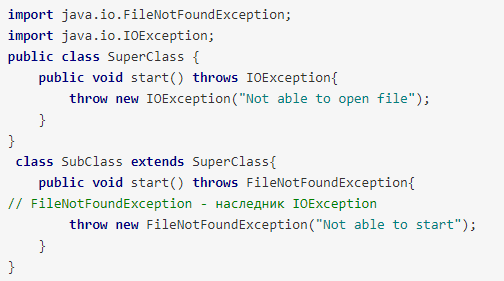 import java.io.FileNotFoundException;
import java.io.IOException;
public class SuperClass {
    public void start() throws IOException{
        throw new IOException("Not able to open file");
    }
}
 class SubClass extends SuperClass{
    public void start() throws FileNotFoundException{
// FileNotFoundException - наследник IOException
        throw new FileNotFoundException("Not able to start");
    }
}